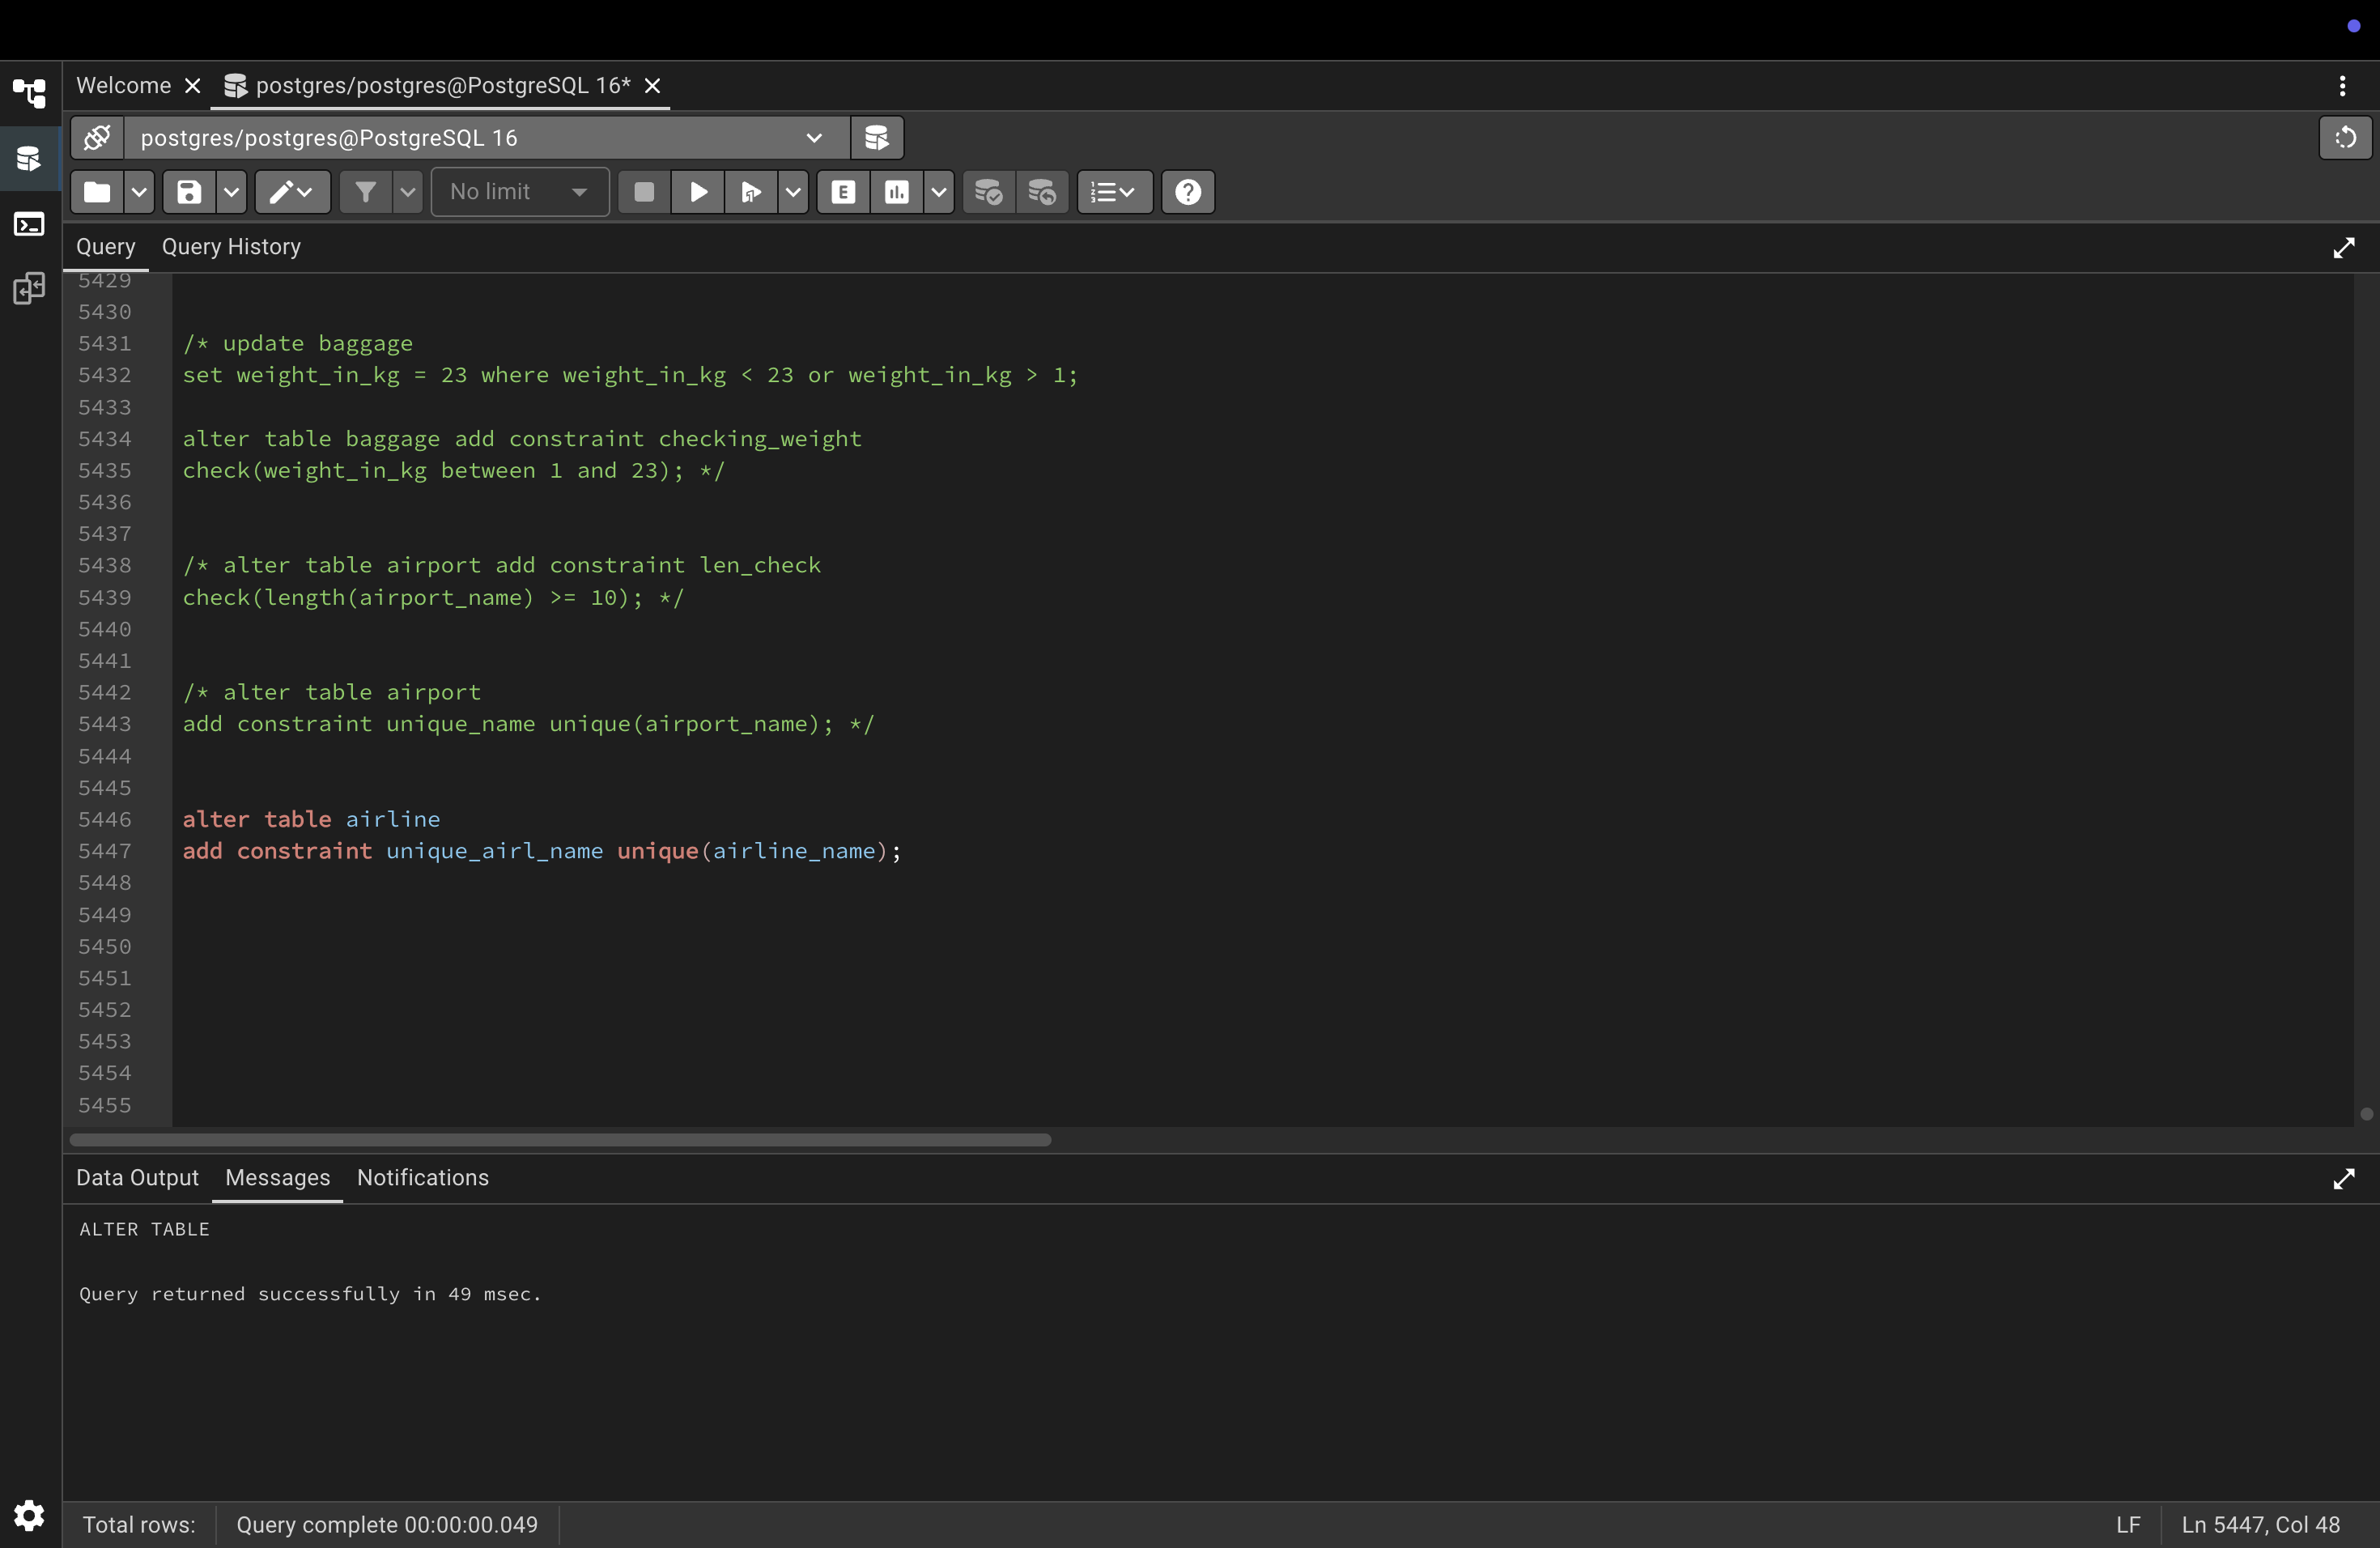 Welcome
postgres/postgres@PostgreSQL 16*
postgres/postgres@PostgreSQL 16
No limit
E
Query Query History
5429
5430
5431 /* update baggage
5432 set weight_in_kg = 23 where weight_in_kg < 23 or weight_in_kg > 1;
5433
5434 alter table baggage add constraint checking_weight
5435 check(weight_in_kg between 1 and 23); */
5436
5437
5438 /* alter table airport add constraint len_check
5439 check(length(airport_name) >= 10); */
5440
5441
5442 /* alter table airport
5443 add constraint unique_name unique(airport_name); */
5444
5445
5446 alter table airline
5447 add constraint unique_airl_name unique(airline_name);
5448
5449
5450
5451
5452
5453
5454
5455
Data Output Messages Notifications
ALTER TABLE
Query returned successfully in 49 msec.
Total rows: Query complete 00:00:00.049 LF Ln 5447, Col 48